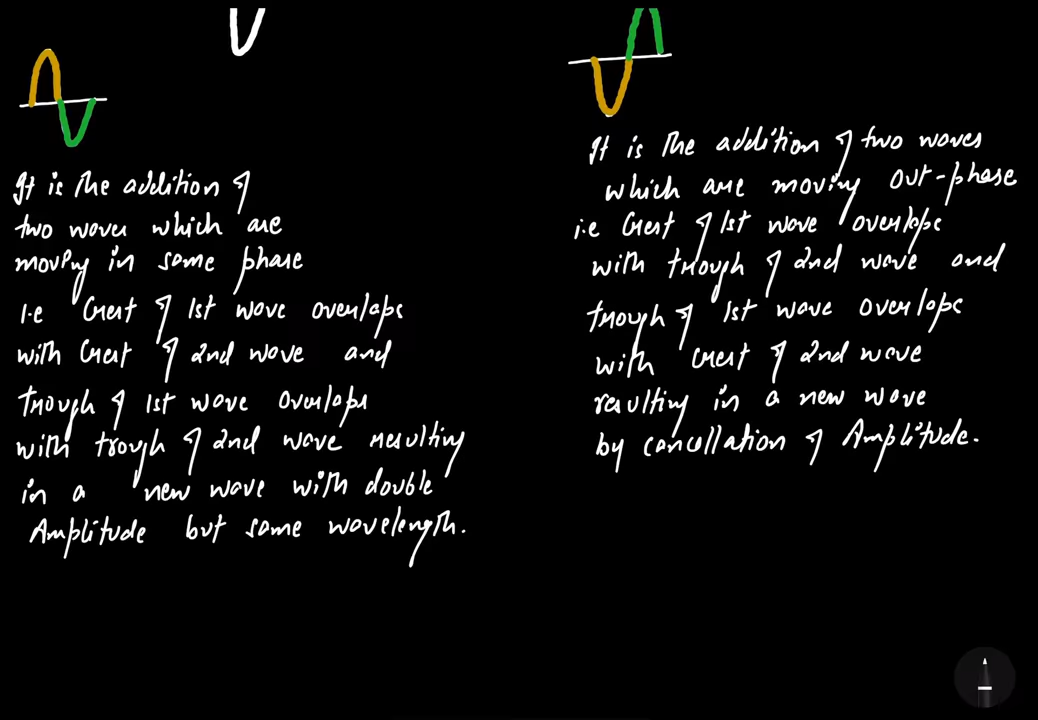 It is the addition of
two waves which are
moving in same phase
i.e Crest of 1st wave overlaps
with Crest of 2nd wave and
trough of 1st wave overlaps
with trough of 2nd wave resulting
in a new wave with double
Amplitude but same wavelength.
It is the addition of two waves
which are moving out-phase
i.e Crest of 1st wave overlaps
with trough of 2nd wave and
trough of 1st wave overlaps
with Crest of 2nd wave
resulting in a new wave
by cancellation of Amplitude.